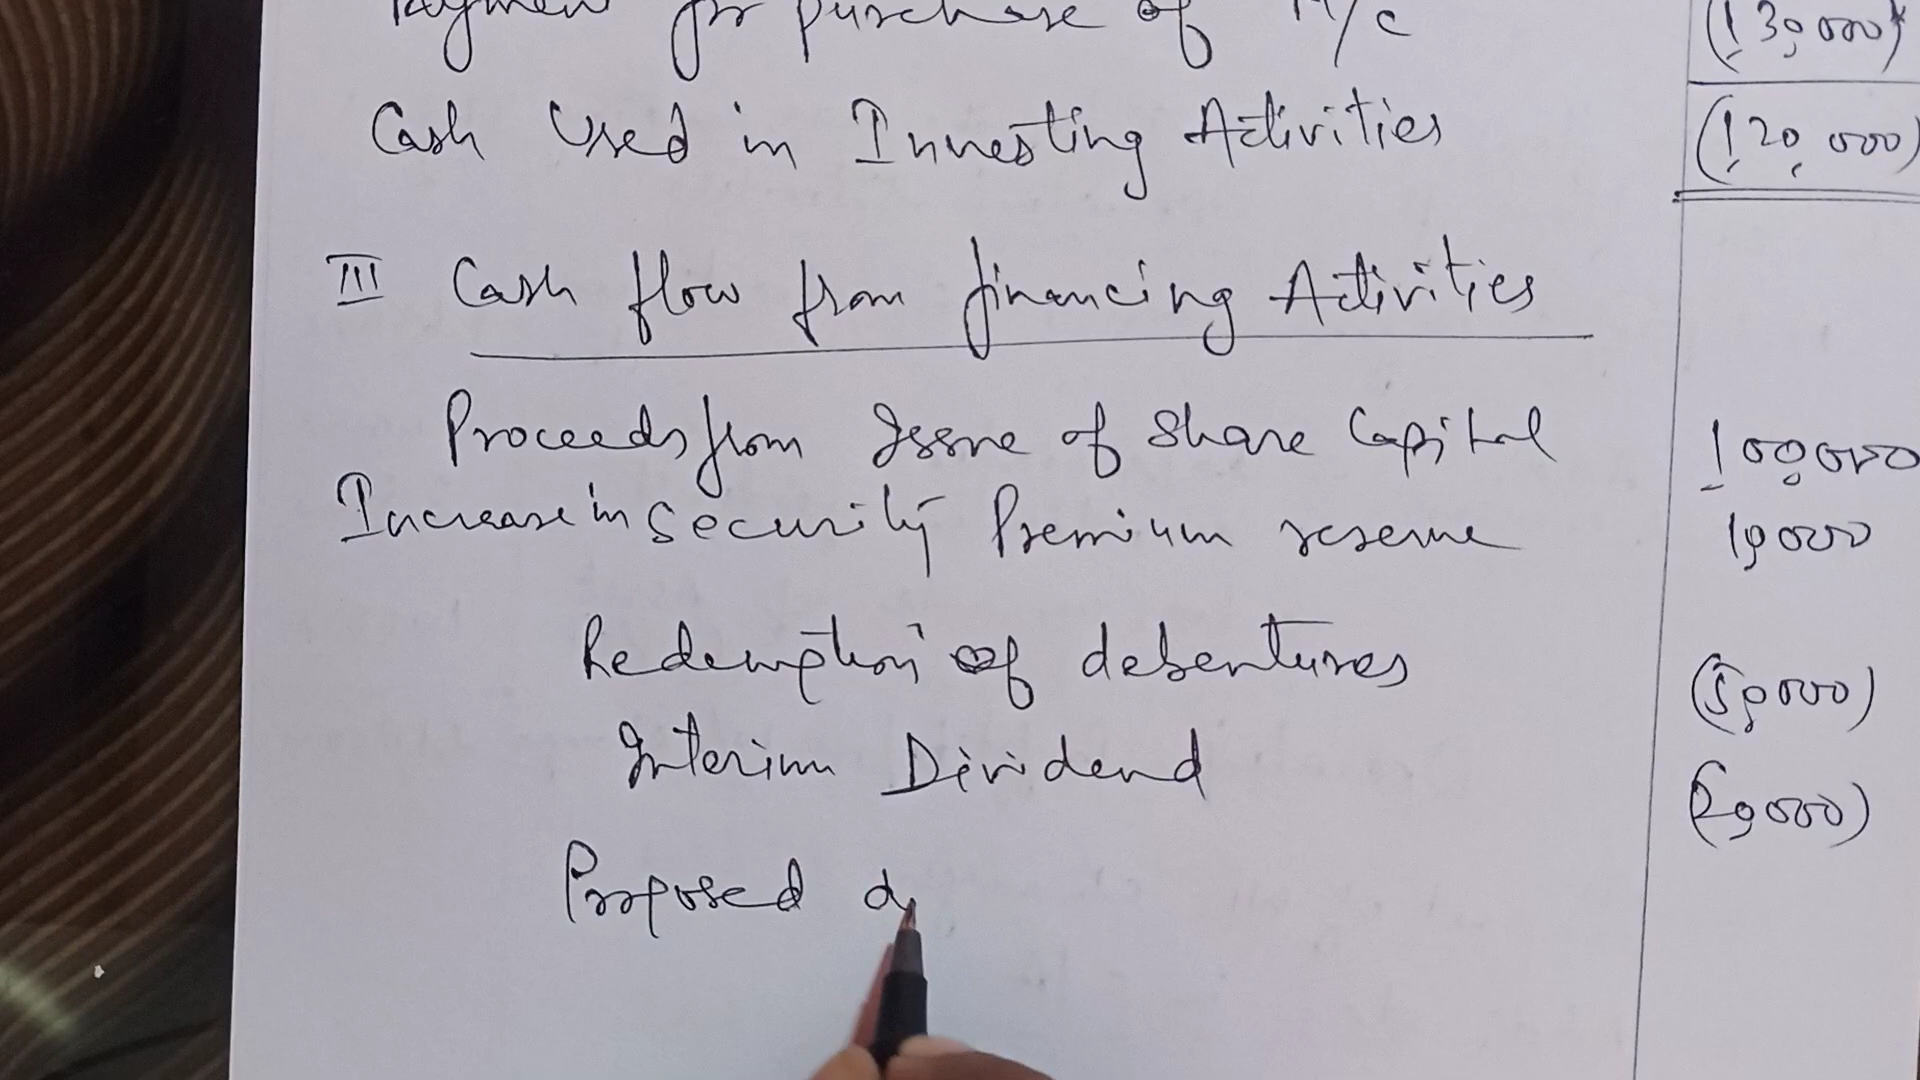 Payment for purchase of M/c (1,30,000)
Cash Used in Investing Activities (1,20,000)
III Cash flow from financing Activities
Proceeds from Issue of Share Capital 1,00,000
Increase in Security Premium reserve 10,000
Redemption of debentures (50,000)
Interim Dividend (20,000)
Proposed d